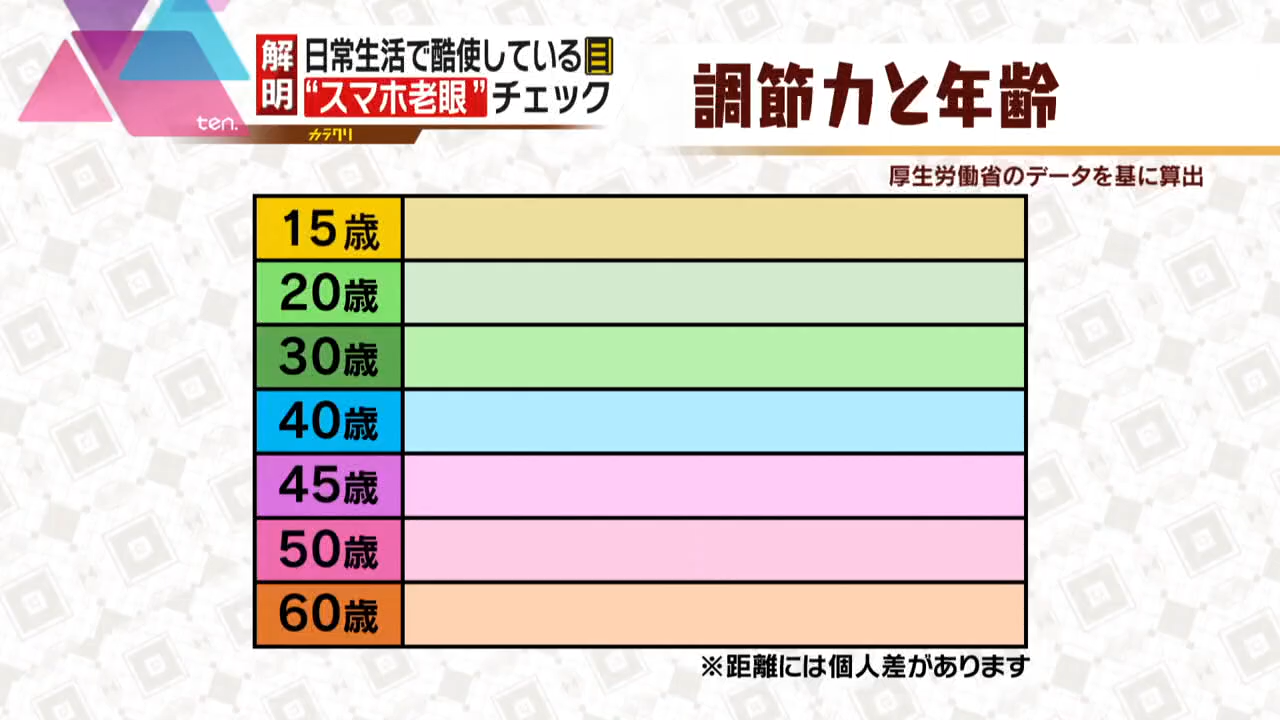 ten.
解明
日常生活で酷使している目
“スマホ老眼”チェック
カラクリ
調節力と年齢
厚生労働省のデータを基に算出
15歳
20歳
30歳
40歳
45歳
50歳
60歳
※距離には個人差があります